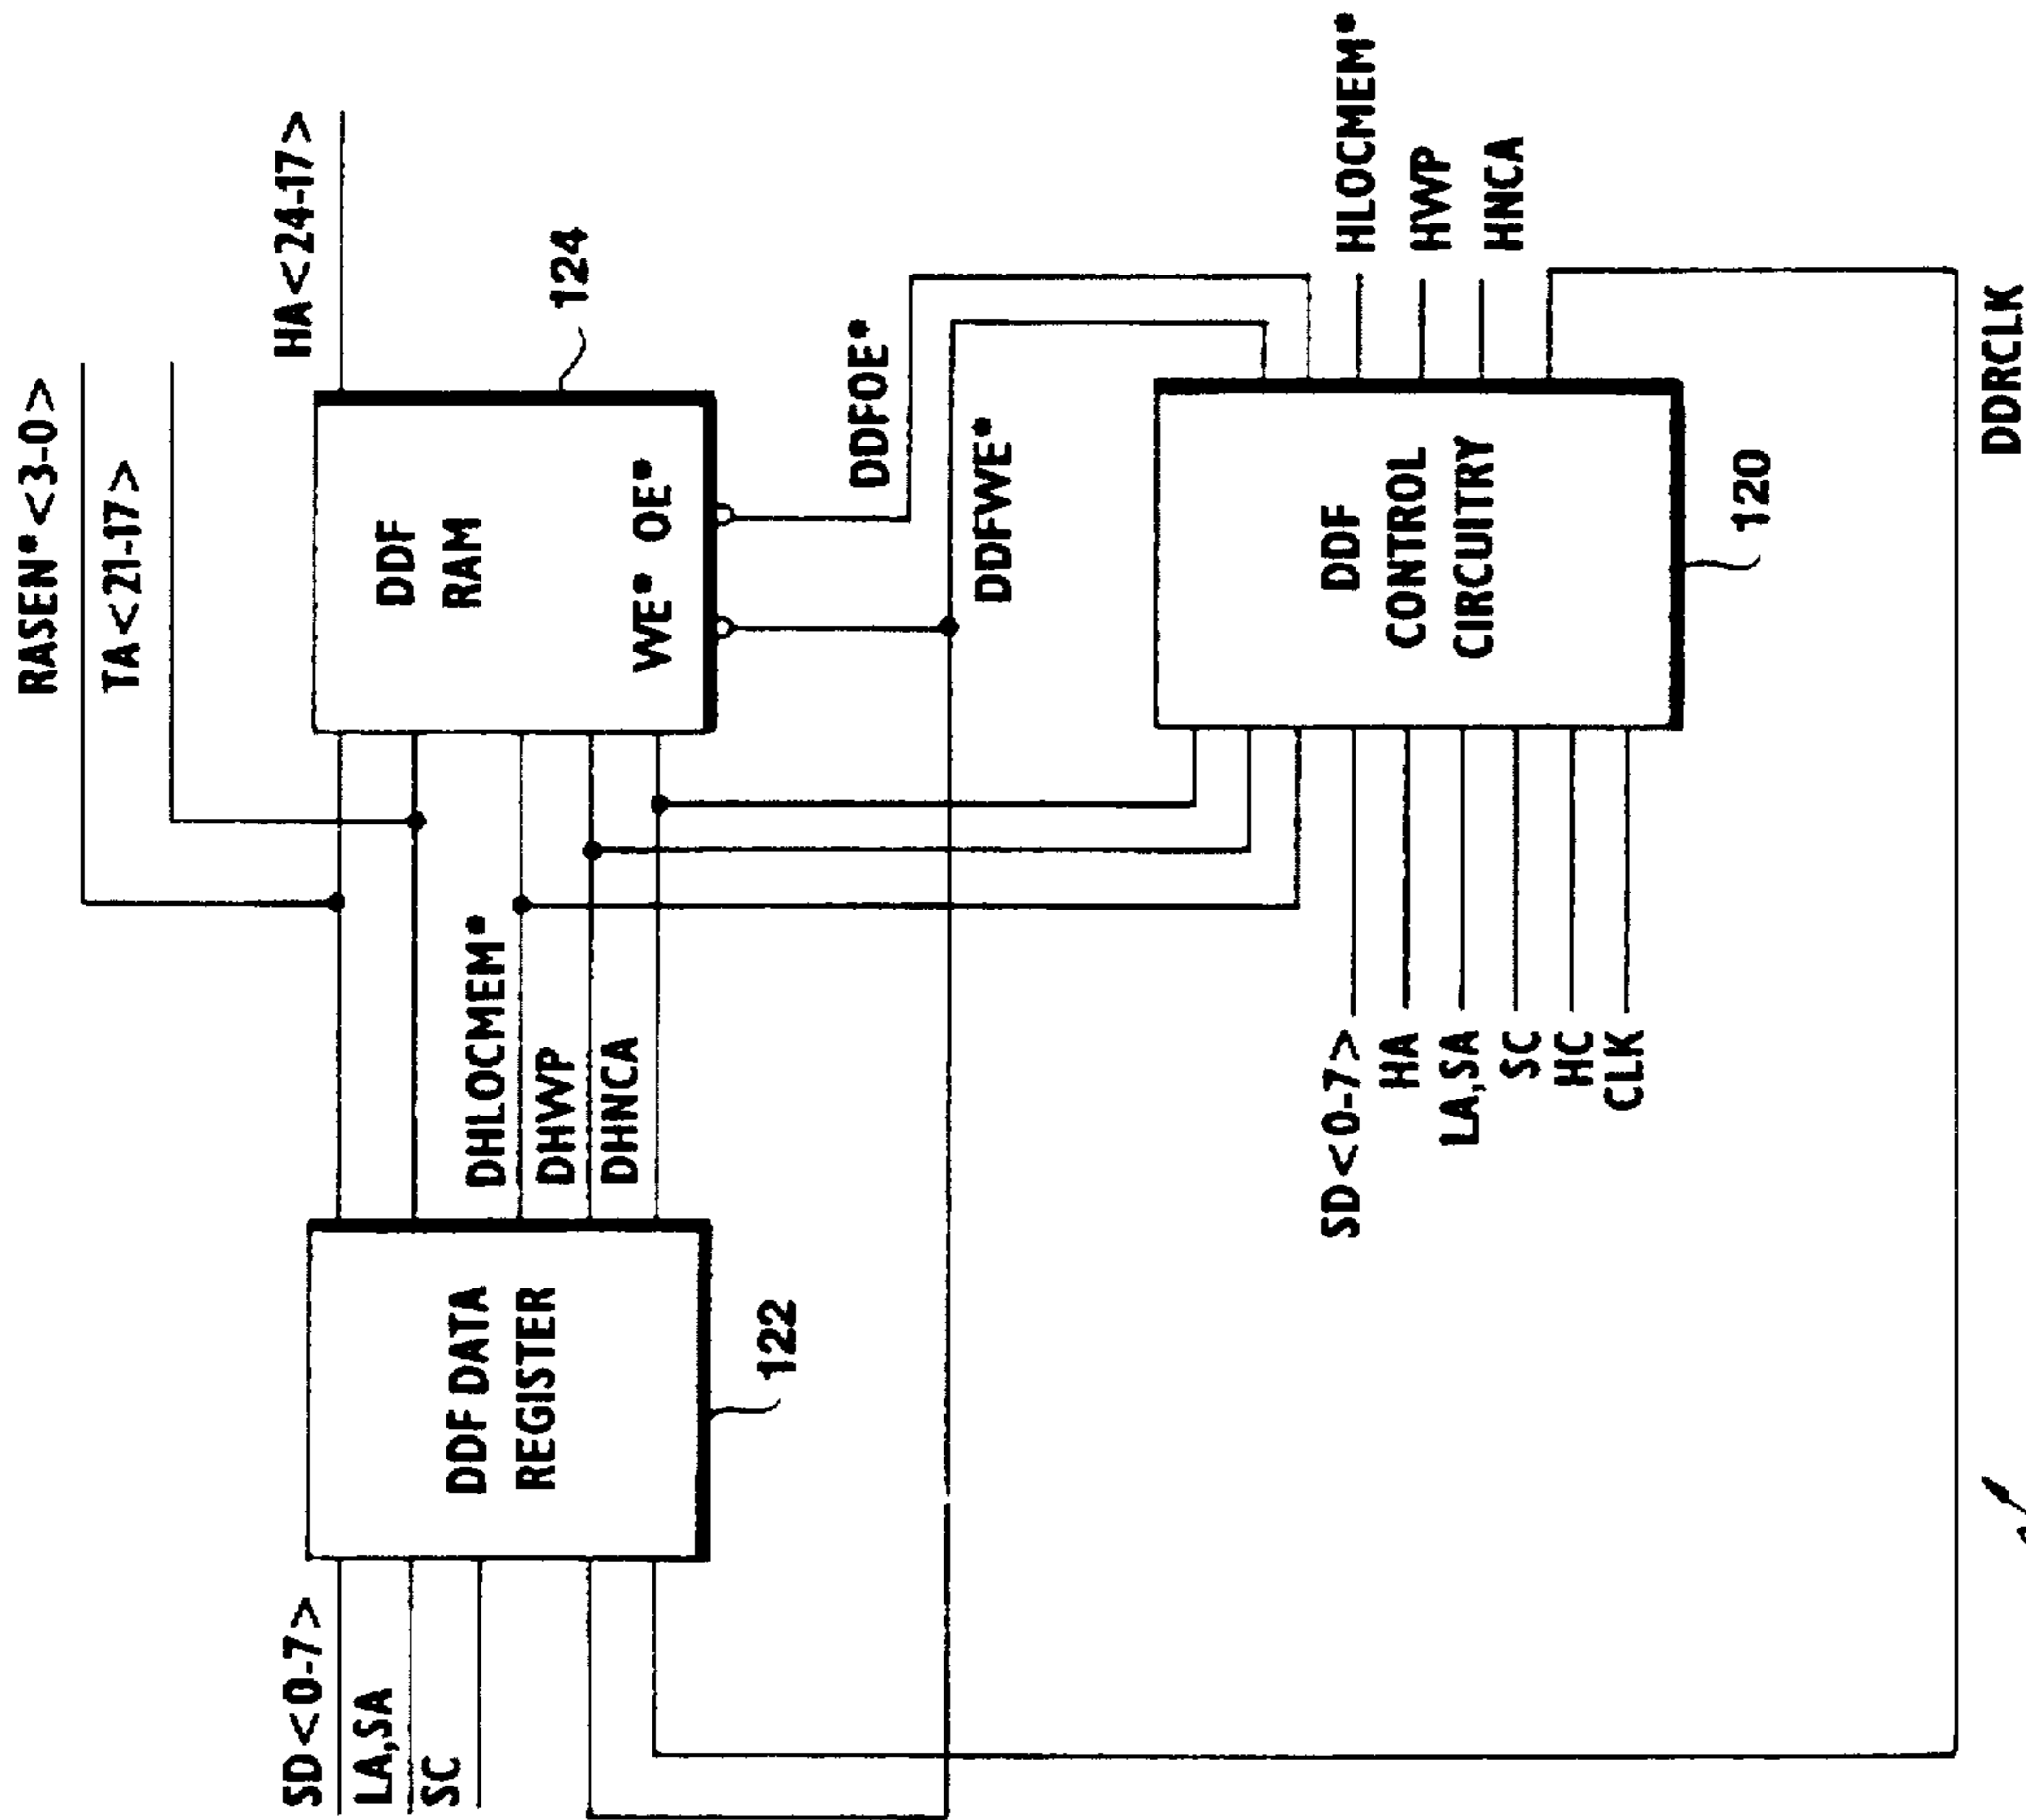 RASEN*<3-0>
TA<21-17>
HA<24-17>
SD<0-7>
LA,SA
SC
DDF DATA
REGISTER
122
DHLOCMEM*
DHWP
DHNCA
DDF
RAM
WE* OE*
124
DDFOE*
DDFWE*
SD<0-7>
HA
LA,SA
SC
HC
CLK
DDF
CONTROL
CIRCUITRY
120
HLOCMEM*
HWP
HNCA
DDRCLK